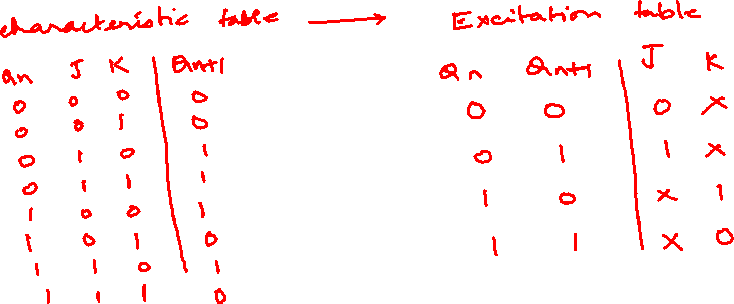 characteristic table → Excitation table
Qn J K Qn+1
0 0 0 0
0 0 1 0
0 1 0 1
0 1 1 1
1 0 0 1
1 0 1 0
1 1 0 1
1 1 1 0
Qn Qn+1 J K
0 0 0 X
0 1 1 X
1 0 X 1
1 1 X 0